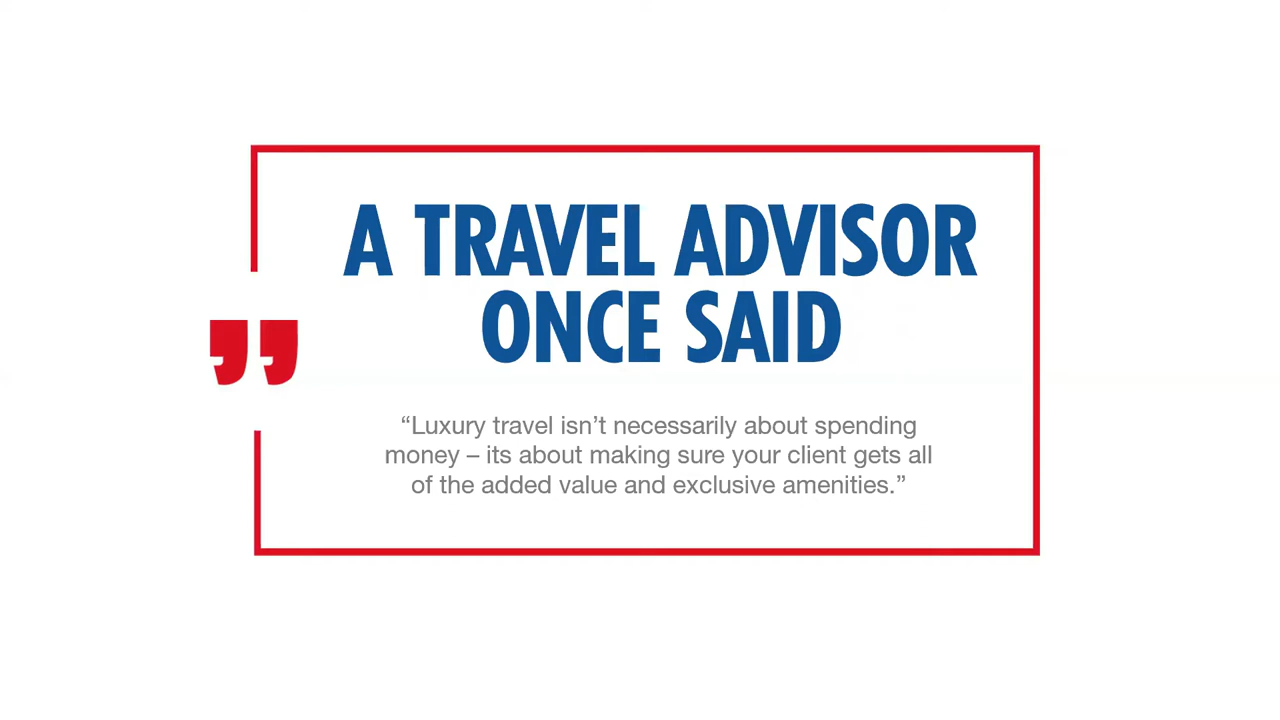 A TRAVEL ADVISOR
ONCE SAID
”
“Luxury travel isn’t necessarily about spending
money – its about making sure your client gets all
of the added value and exclusive amenities.”